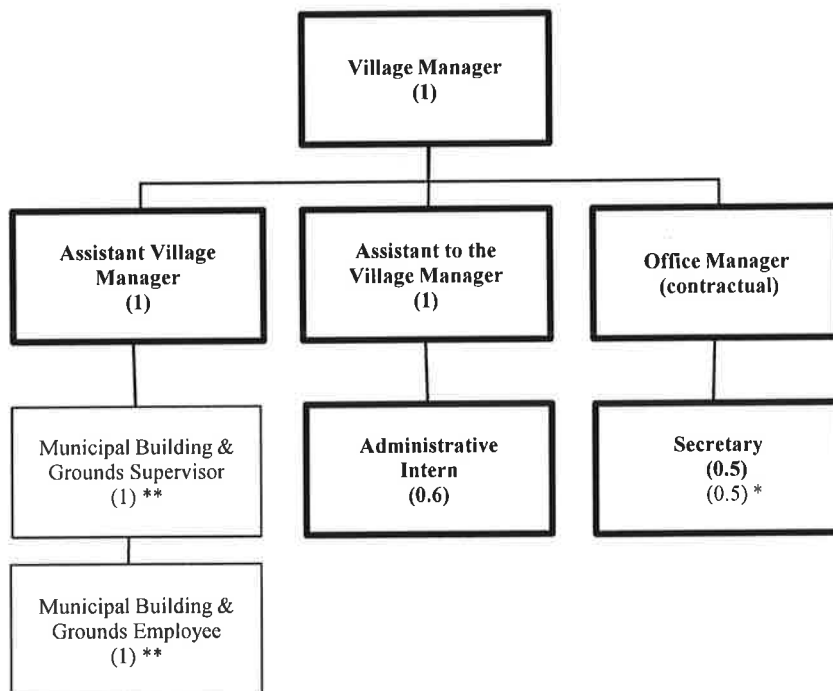 Village Manager
(1)
Assistant Village
Manager
(1)
Assistant to the
Village Manager
(1)
Office Manager
(contractual)
Municipal Building &
Grounds Supervisor
(1) **
Administrative
Intern
(0.6)
Secretary
(0.5)
(0.5) *
Municipal Building &
Grounds Employee
(1) **